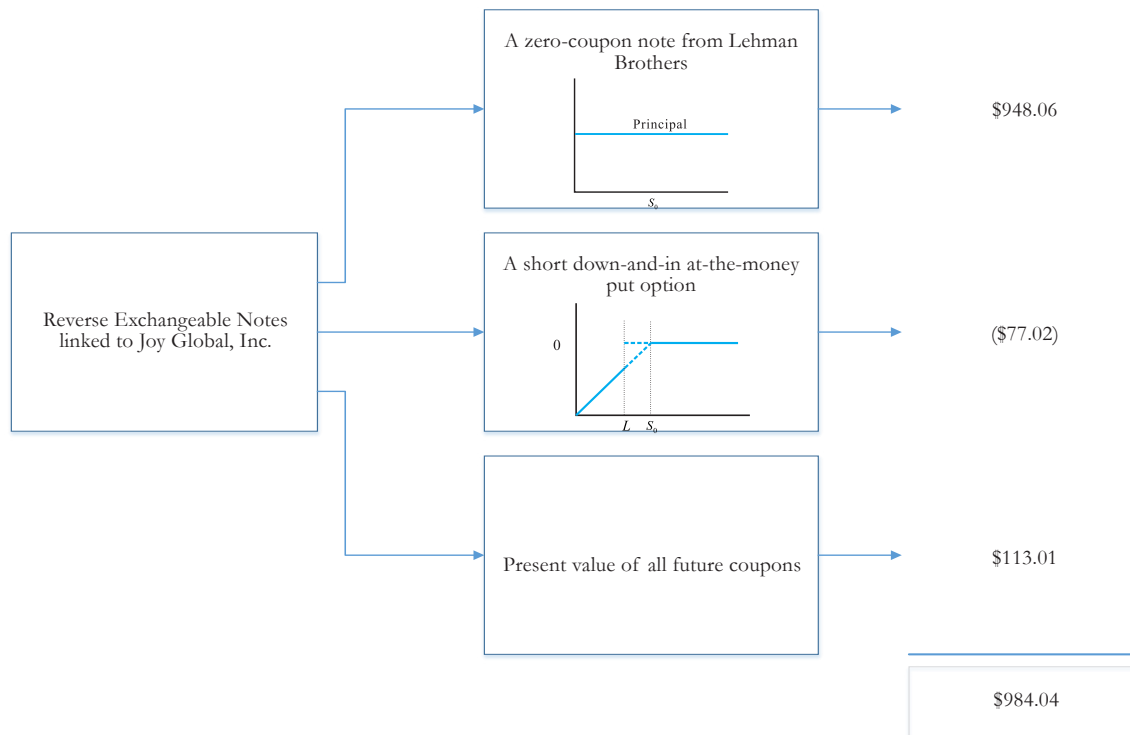 A zero-coupon note from Lehman
Brothers
Principal
S₀
$948.06
Reverse Exchangeable Notes
linked to Joy Global, Inc.
A short down-and-in at-the-money
put option
0
L
S₀
($77.02)
Present value of all future coupons
$113.01
$984.04